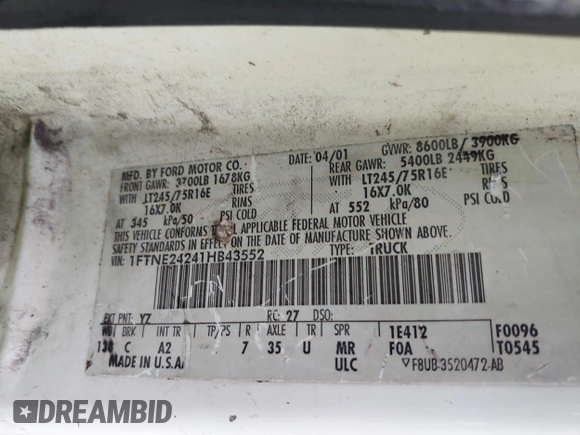 MFD. BY FORD MOTOR CO.
DATE: 04/01
GVWR: 8600LB/ 3900KG
FRONT GAWR: 3700LB 1678KG
REAR GAWR: 5400LB 2449KG
WITH LT245/75R16E TIRES
WITH LT245/75R16E TIRES
16X7.0K RIMS
16X7.0K RIMS
AT 345 kPa/50 PSI COLD
AT 552 kPa/80 PSI COLD
THIS VEHICLE CONFORMS TO ALL APPLICABLE FEDERAL MOTOR VEHICLE
SAFETY STANDARDS IN EFFECT ON THE DATE OF MANUFACTURE SHOWN ABOVE.
VIN: 1FTNE24241HB43552
TYPE: TRUCK
EXT PNT: YZ RC: 27 DSO:
WB BRK INT TR TP/PS R AXLE TR SPR
138 C A2 7 35 U MR
1E412 F0096
F0A T0545
MADE IN U.S.A.
ULC
▽F8UB-3520472-AB
DREAMBID